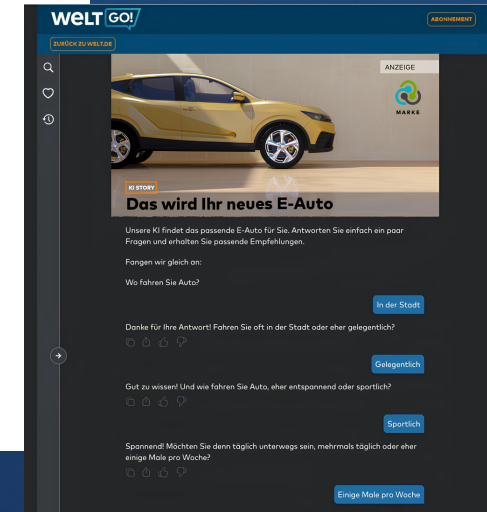 WELT GO!
ABONNEMENT
ZURÜCK ZU WELT.DE
ANZEIGE
MARKE
KI STORY
Das wird Ihr neues E-Auto
Unsere KI findet das passende E-Auto für Sie. Antworten Sie einfach ein paar
Fragen und erhalten Sie passende Empfehlungen.
Fangen wir gleich an:
Wo fahren Sie Auto?
In der Stadt
Danke für Ihre Antwort! Fahren Sie oft in der Stadt oder eher gelegentlich?
Gelegentlich
Gut zu wissen! Und wie fahren Sie Auto, eher entspannend oder sportlich?
Sportlich
Spannend! Möchten Sie denn täglich unterwegs sein, mehrmals täglich oder eher
einige Male pro Woche?
Einige Male pro Woche